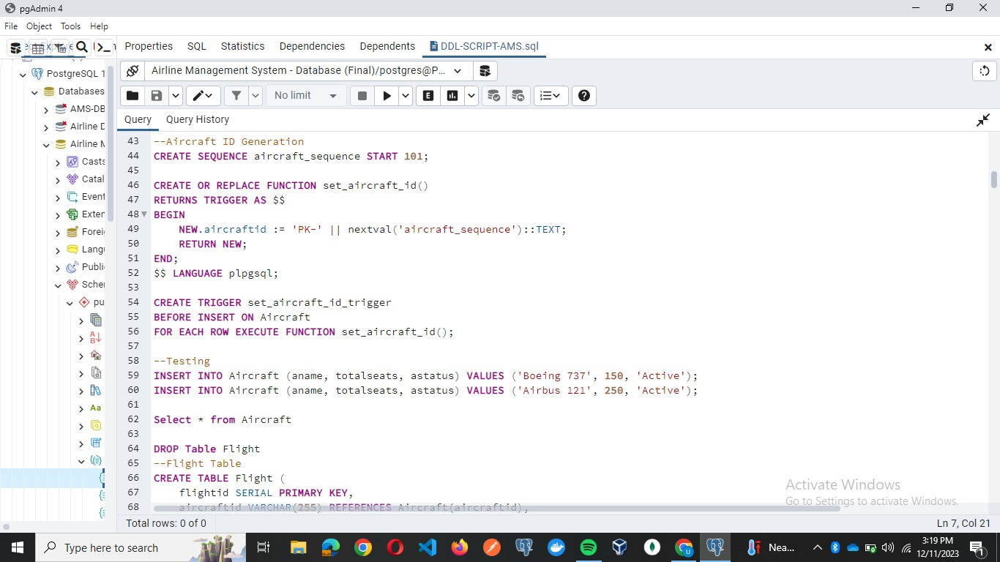 pgAdmin 4
File Object Tools Help
Properties SQL Statistics Dependencies Dependents DDL-SCRIPT-AMS.sql
PostgreSQL 1
Databases
AMS-DB
Airline D
Airline M
Casts
Catal
Event
Exten
Forei
Langu
Public
Scher
pu
Aa
Airline Management System - Database (Final)/postgres@P...
No limit
E
Query Query History
43 --Aircraft ID Generation
44 CREATE SEQUENCE aircraft_sequence START 101;
45
46 CREATE OR REPLACE FUNCTION set_aircraft_id()
47 RETURNS TRIGGER AS $$
48 BEGIN
49 NEW.aircraftid := 'PK-' || nextval('aircraft_sequence')::TEXT;
50 RETURN NEW;
51 END;
52 $$ LANGUAGE plpgsql;
53
54 CREATE TRIGGER set_aircraft_id_trigger
55 BEFORE INSERT ON Aircraft
56 FOR EACH ROW EXECUTE FUNCTION set_aircraft_id();
57
58 --Testing
59 INSERT INTO Aircraft (aname, totalseats, astatus) VALUES ('Boeing 737', 150, 'Active');
60 INSERT INTO Aircraft (aname, totalseats, astatus) VALUES ('Airbus 121', 250, 'Active');
61
62 Select * from Aircraft
63
64 DROP Table Flight
65 --Flight Table
66 CREATE TABLE Flight (
67 flightid SERIAL PRIMARY KEY,
68 aircraftid VARCHAR(255) REFERENCES Aircraft(aircraftid),
Activate Windows
Go to Settings to activate Windows.
Total rows: 0 of 0
Ln 7, Col 21
Type here to search
Nea...
3:19 PM
12/11/2023
1